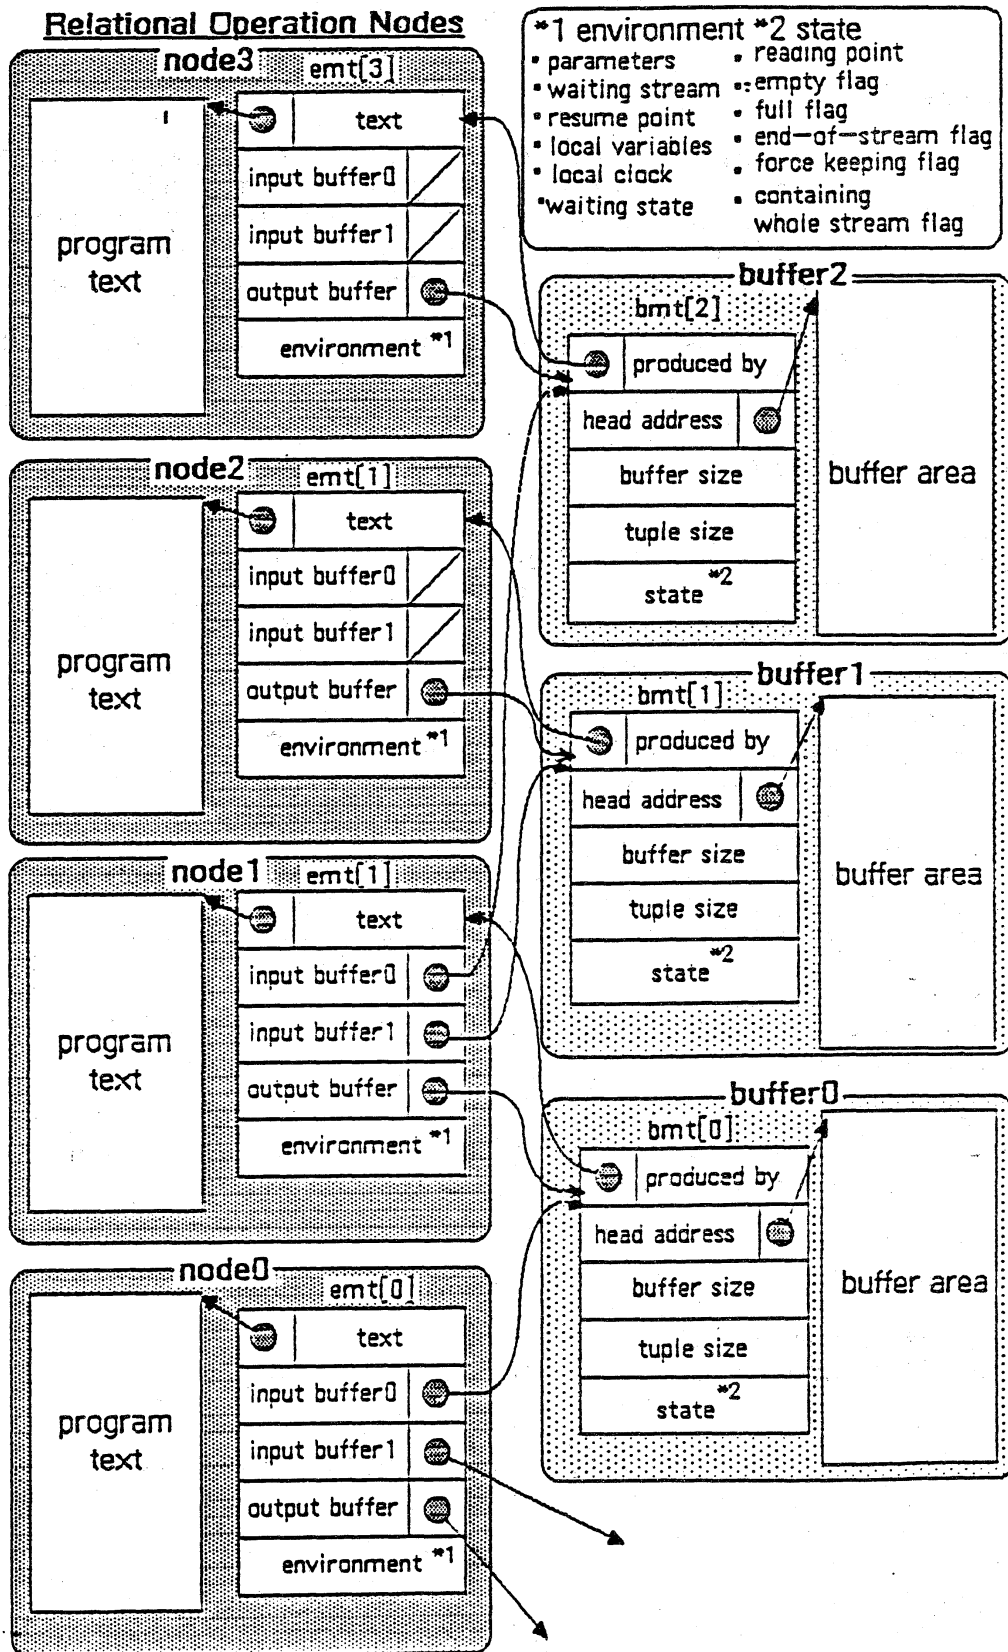 Relational Operation Nodes
node3
emt[3]
text
input buffer0
input buffer1
output buffer
environment *1
program
text
node2
emt[1]
text
input buffer0
input buffer1
output buffer
environment *1
program
text
node1
emt[1]
text
input buffer0
input buffer1
output buffer
environment *1
program
text
node0
emt[0]
text
input buffer0
input buffer1
output buffer
environment *1
program
text
*1 environment *2 state
• parameters
• waiting stream
• resume point
• local variables
• local clock
• waiting state
• reading point
• empty flag
• full flag
• end-of-stream flag
• force keeping flag
• containing
whole stream flag
buffer2
bmt[2]
produced by
head address
buffer size
tuple size
state *2
buffer area
buffer1
bmt[1]
produced by
head address
buffer size
tuple size
state *2
buffer area
buffer0
bmt[0]
produced by
head address
buffer size
tuple size
state *2
buffer area